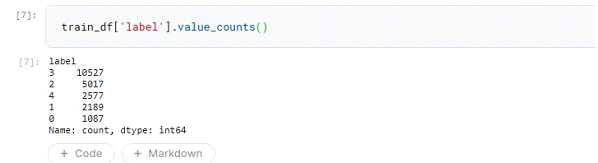 [7]:
train_df['label'].value_counts()
[7]:
label
3    10527
2     5017
4     2577
1     2189
0     1087
Name: count, dtype: int64
+ Code + Markdown